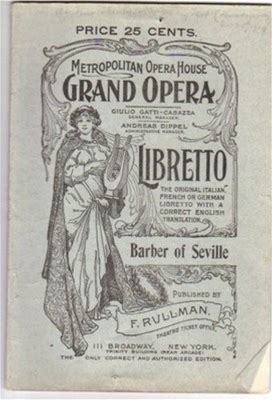 PRICE 25 CENTS.
METROPOLITAN OPERA HOUSE
GRAND OPERA
GIULIO GATTI-CASAZZA
GENERAL MANAGER
ANDREAS DIPPEL
ADMINISTRATIVE MANAGER
LIBRETTO
THE ORIGINAL ITALIAN,
FRENCH OR GERMAN
LIBRETTO WITH A
CORRECT ENGLISH
TRANSLATION.
Barber of Seville
PUBLISHED BY
F. RULLMAN.
THEATRE TICKET OFFICE.
111 BROADWAY, NEW YORK.
TRINITY BUILDING (REAR ARCADE)
THE ONLY CORRECT AND AUTHORIZED EDITION.